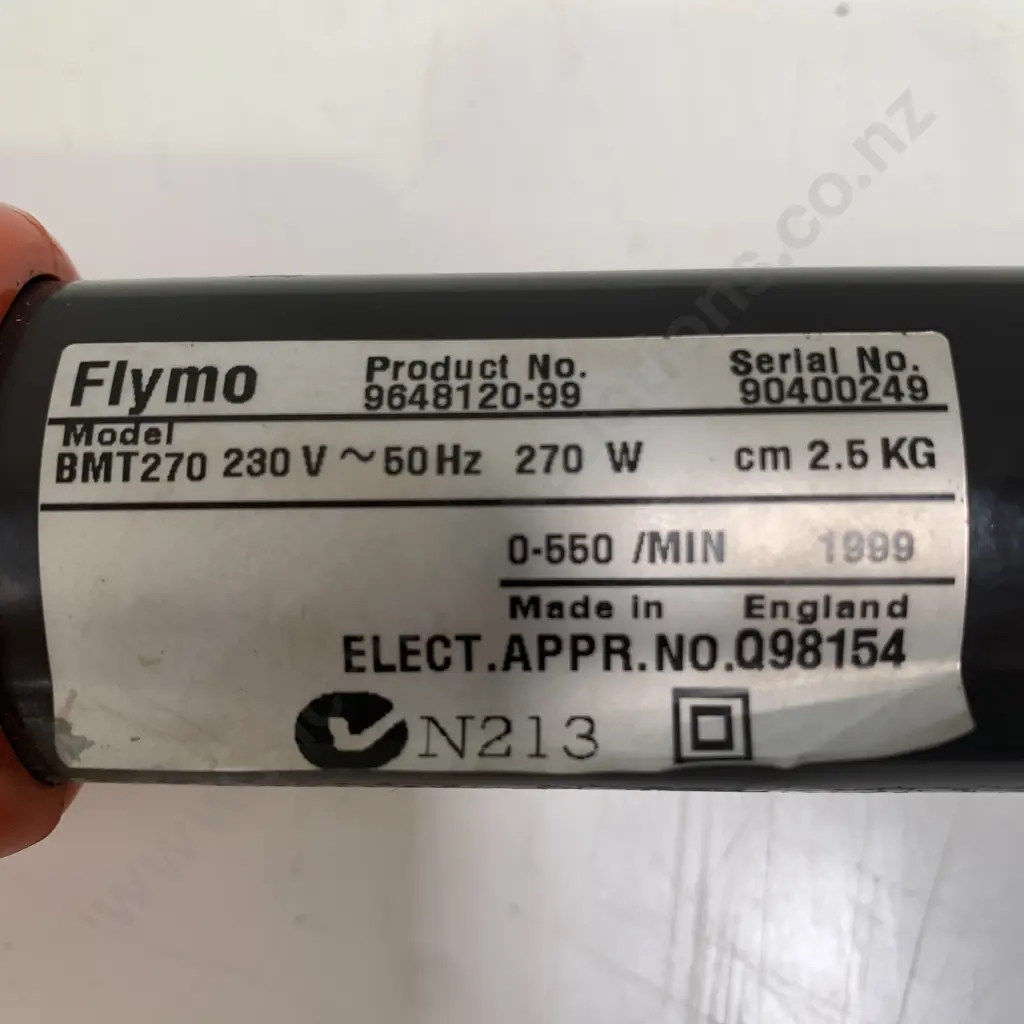 Flymo Product No. Serial No.
9648120-99 90400249
Model
BMT270 230 V ~ 50 Hz 270 W cm 2.5 KG
0-550 /MIN 1999
Made in England
ELECT.APPR.NO.Q98154
N213